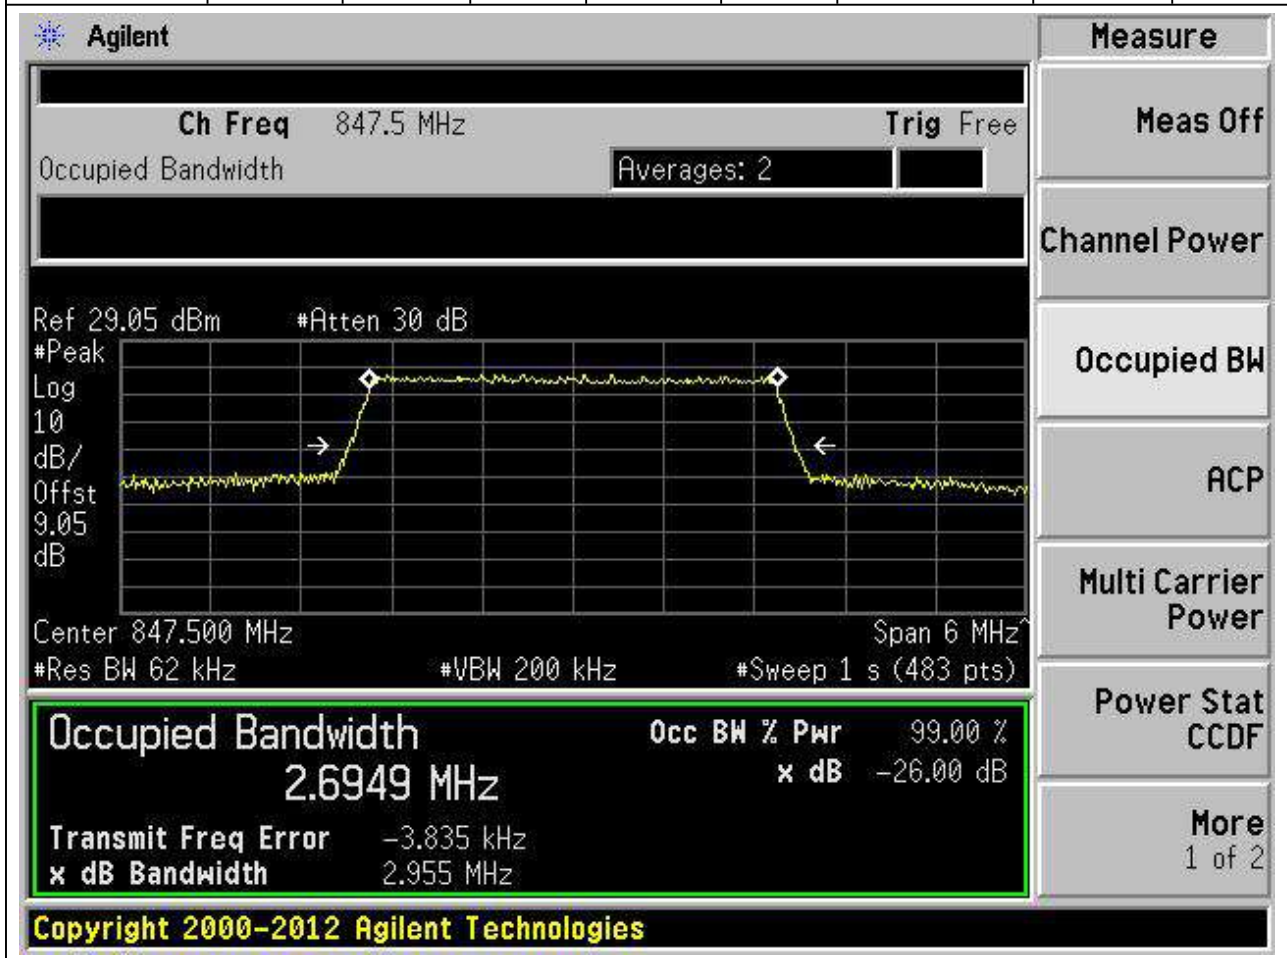 Agilent
Measure
Ch Freq 847.5 MHz Trig Free
Occupied Bandwidth Averages: 2
Meas Off
Channel Power
Occupied BW
ACP
Multi Carrier
Power
Power Stat
CCDF
More
1 of 2
Ref 29.05 dBm #Atten 30 dB
#Peak
Log
10
dB/
Offst
9.05
dB
Center 847.500 MHz Span 6 MHz^
#Res BW 62 kHz #VBW 200 kHz #Sweep 1 s (483 pts)
Occupied Bandwidth Occ BW % Pwr 99.00 %
2.6949 MHz x dB -26.00 dB
Transmit Freq Error -3.835 kHz
x dB Bandwidth 2.955 MHz
Copyright 2000-2012 Agilent Technologies